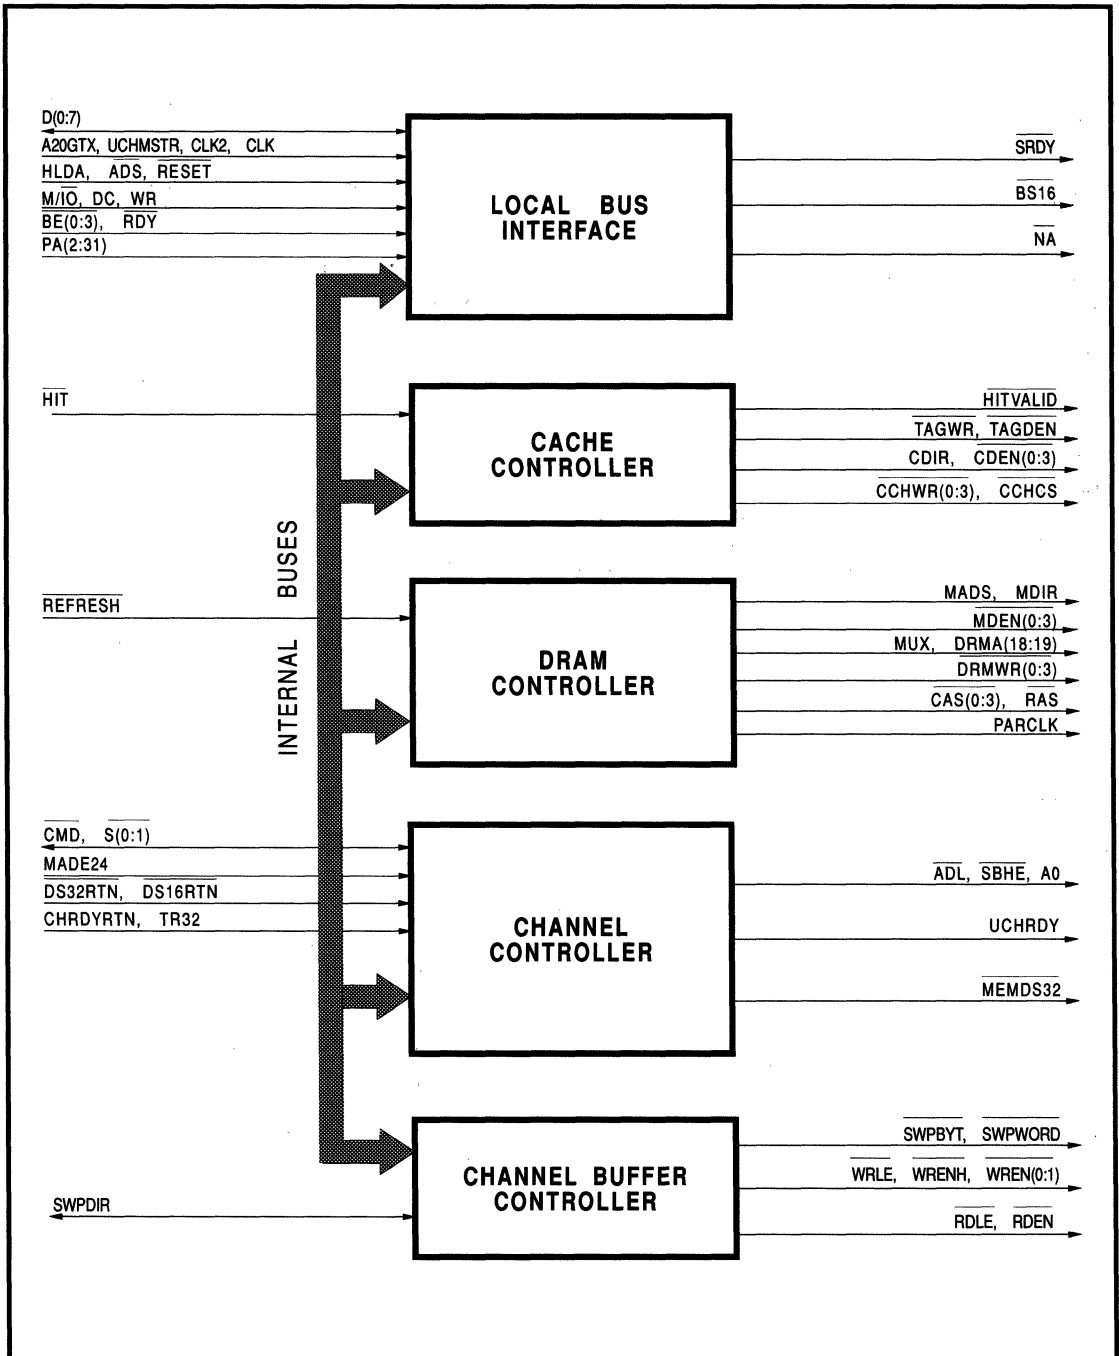 D(0:7)
A20GTX, UCHMSTR, CLK2, CLK
HLDA, ADS, RESET
M/IO, DC, WR
BE(0:3), RDY
PA(2:31)
LOCAL BUS
INTERFACE
SRDY
BS16
NA
HIT
CACHE
CONTROLLER
HITVALID
TAGWR, TAGDEN
CDIR, CDEN(0:3)
CCHWR(0:3), CCHCS
INTERNAL BUSES
REFRESH
DRAM
CONTROLLER
MADS, MDIR
MDEN(0:3)
MUX, DRMA(18:19)
DRMWR(0:3)
CAS(0:3), RAS
PARCLK
CMD, S(0:1)
MADE24
DS32RTN, DS16RTN
CHRDYRTN, TR32
CHANNEL
CONTROLLER
ADL, SBHE, A0
UCHRDY
MEMDS32
SWPDIR
CHANNEL BUFFER
CONTROLLER
SWPBYT, SWPWORD
WRLE, WRENH, WREN(0:1)
RDLE, RDEN